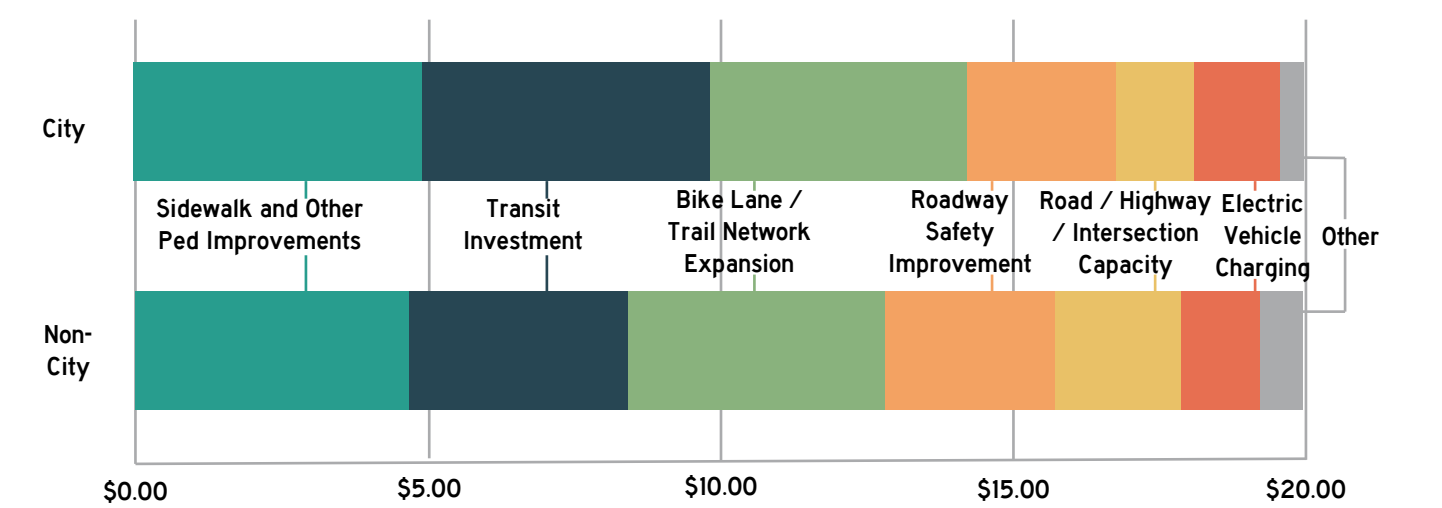 City
Sidewalk and Other
Ped Improvements
Transit
Investment
Bike Lane /
Trail Network
Expansion
Roadway
Safety
Improvement
Road / Highway
/ Intersection
Capacity
Electric
Vehicle
Charging
Other
Non-
City
$0.00
$5.00
$10.00
$15.00
$20.00